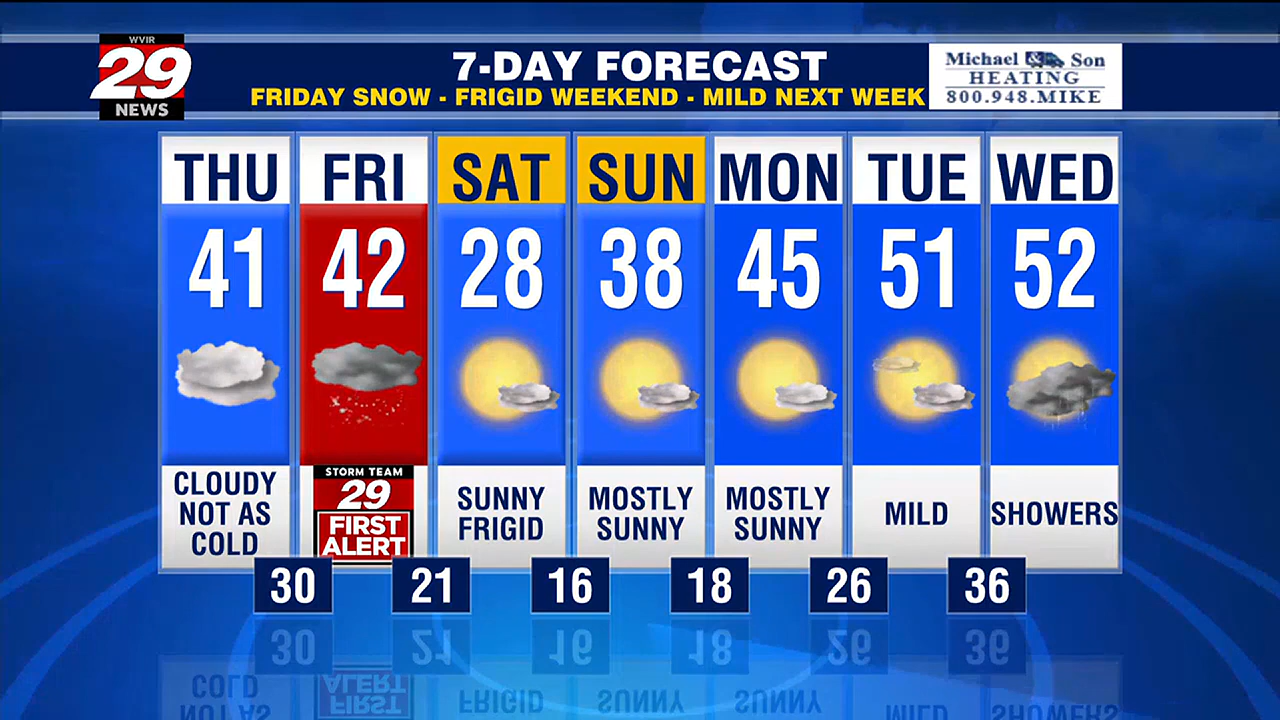 WVIR
29
NEWS
7-DAY FORECAST
FRIDAY SNOW - FRIGID WEEKEND - MILD NEXT WEEK
Michael & Son
HEATING
800.948.MIKE
THU
FRI
SAT
SUN
MON
TUE
WED
41
42
28
38
45
51
52
CLOUDY
NOT AS
COLD
STORM TEAM
29
FIRST
ALERT
SUNNY
FRIGID
MOSTLY
SUNNY
MOSTLY
SUNNY
MILD
SHOWERS
30
21
16
18
26
36